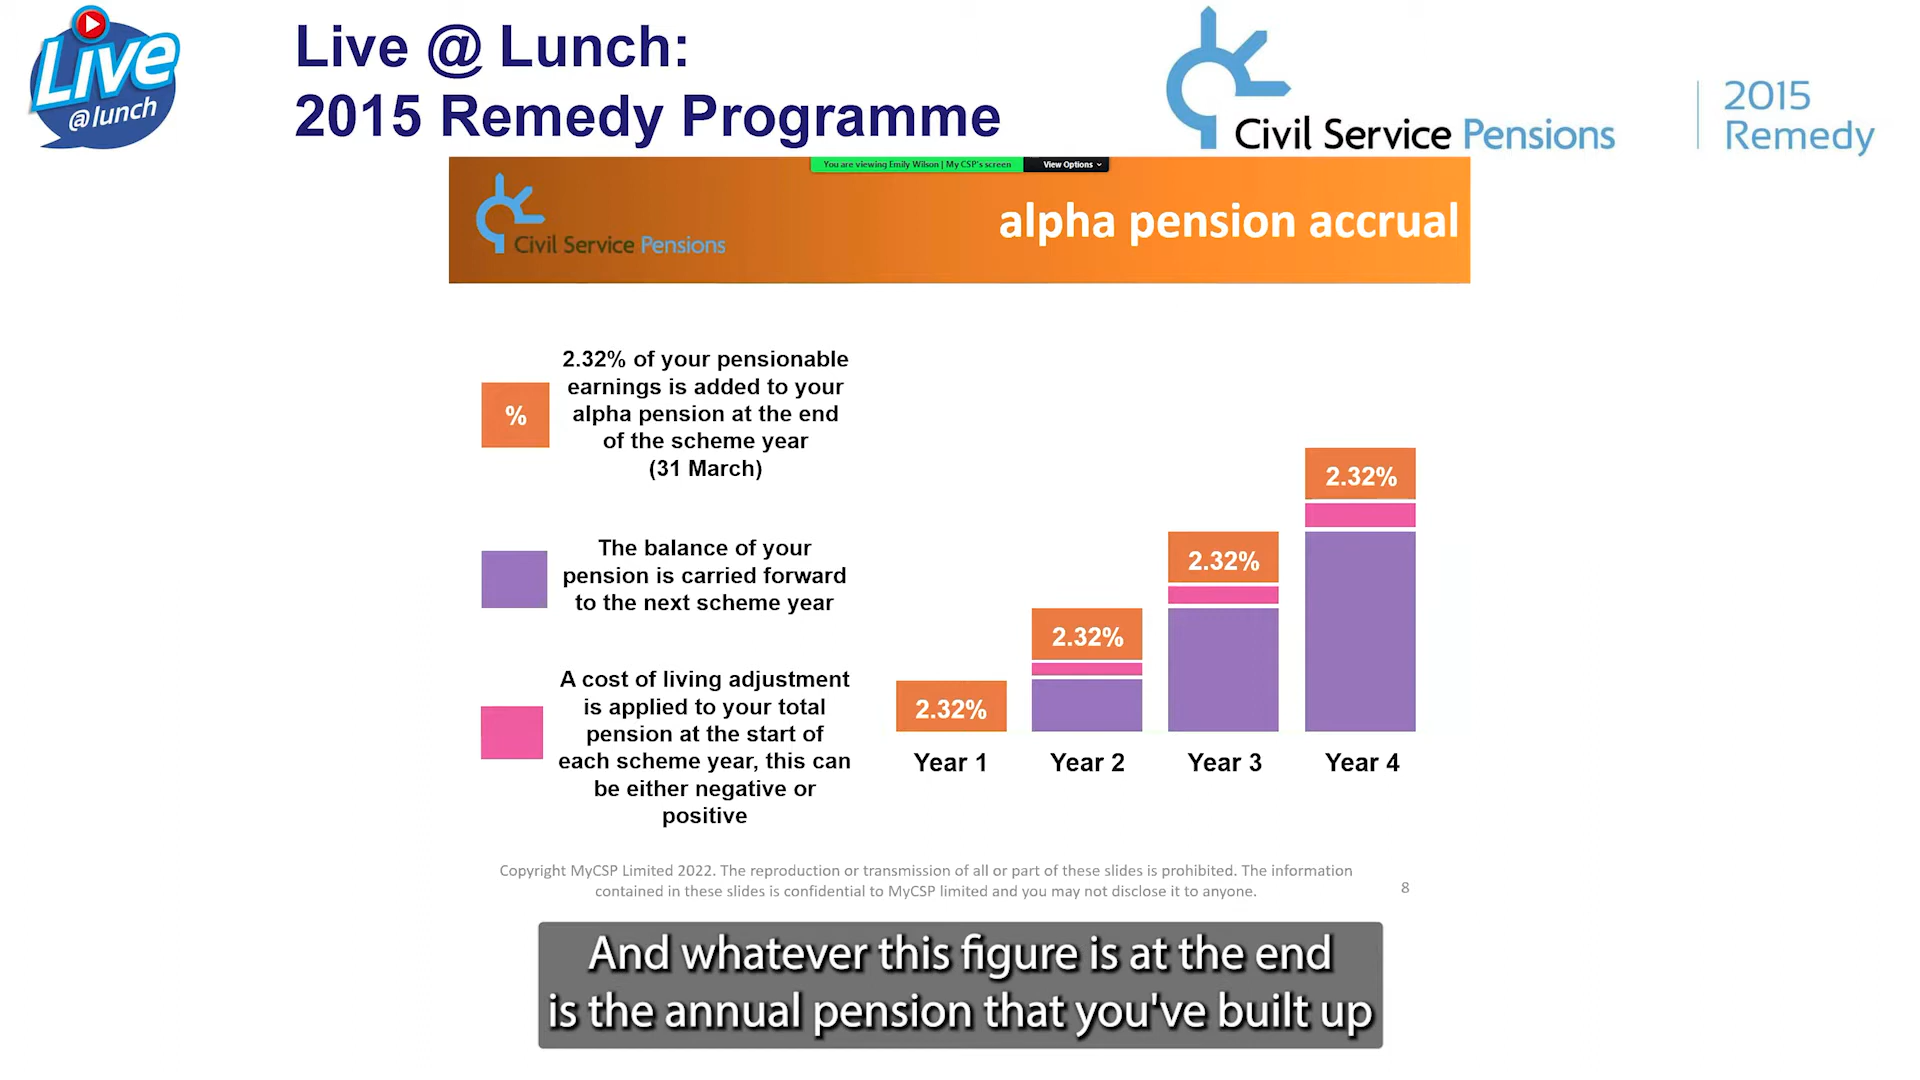 Live
@lunch
Live @ Lunch:
2015 Remedy Programme
Civil Service Pensions
2015
Remedy
You are viewing Emily Wilson | My CSP's screen
View Options
Civil Service Pensions
alpha pension accrual
%
2.32% of your pensionable
earnings is added to your
alpha pension at the end
of the scheme year
(31 March)
The balance of your
pension is carried forward
to the next scheme year
A cost of living adjustment
is applied to your total
pension at the start of
each scheme year, this can
be either negative or
positive
2.32%
2.32%
2.32%
2.32%
Year 1
Year 2
Year 3
Year 4
Copyright MyCSP Limited 2022. The reproduction or transmission of all or part of these slides is prohibited. The information
contained in these slides is confidential to MyCSP limited and you may not disclose it to anyone.
8
And whatever this figure is at the end
is the annual pension that you've built up